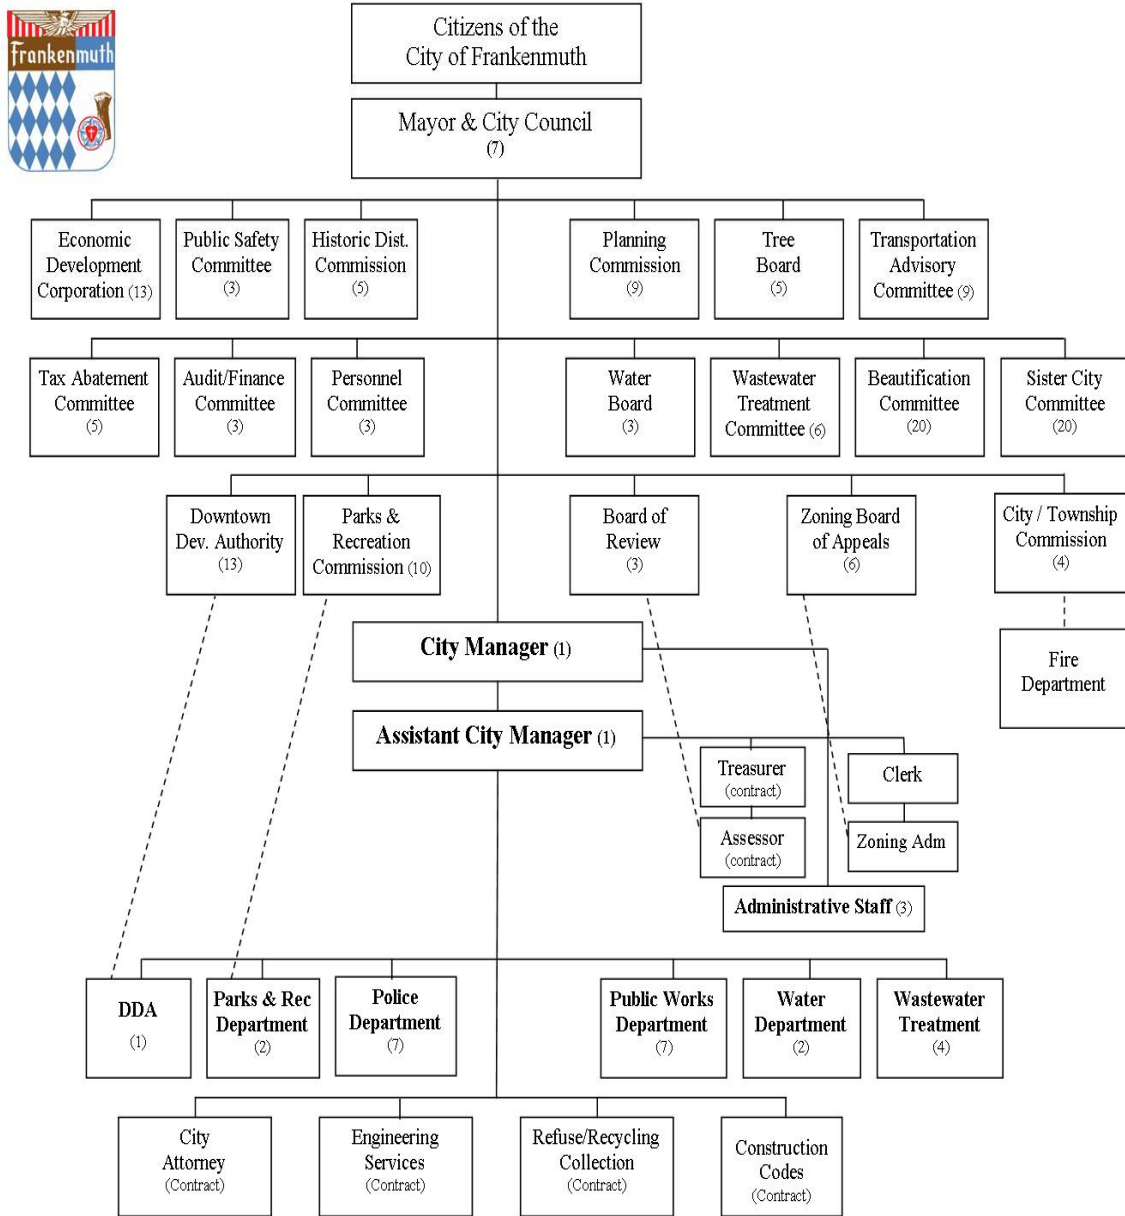 Frankenmuth
Citizens of the
City of Frankenmuth
Mayor & City Council
(7)
Economic
Development
Corporation (13)
Public Safety
Committee
(3)
Historic Dist.
Commission
(5)
Planning
Commission
(9)
Tree
Board
(5)
Transportation
Advisory
Committee (9)
Tax Abatement
Committee
(5)
Audit/Finance
Committee
(3)
Personnel
Committee
(3)
Water
Board
(3)
Wastewater
Treatment
Committee (6)
Beautification
Committee
(20)
Sister City
Committee
(20)
Downtown
Dev. Authority
(13)
Parks &
Recreation
Commission (10)
Board of
Review
(3)
Zoning Board
of Appeals
(6)
City / Township
Commission
(4)
Fire
Department
City Manager (1)
Assistant City Manager (1)
Treasurer
(contract)
Clerk
Assessor
(contract)
Zoning Adm
Administrative Staff (3)
DDA
(1)
Parks & Rec
Department
(2)
Police
Department
(7)
Public Works
Department
(7)
Water
Department
(2)
Wastewater
Treatment
(4)
City
Attorney
(Contract)
Engineering
Services
(Contract)
Refuse/Recycling
Collection
(Contract)
Construction
Codes
(Contract)